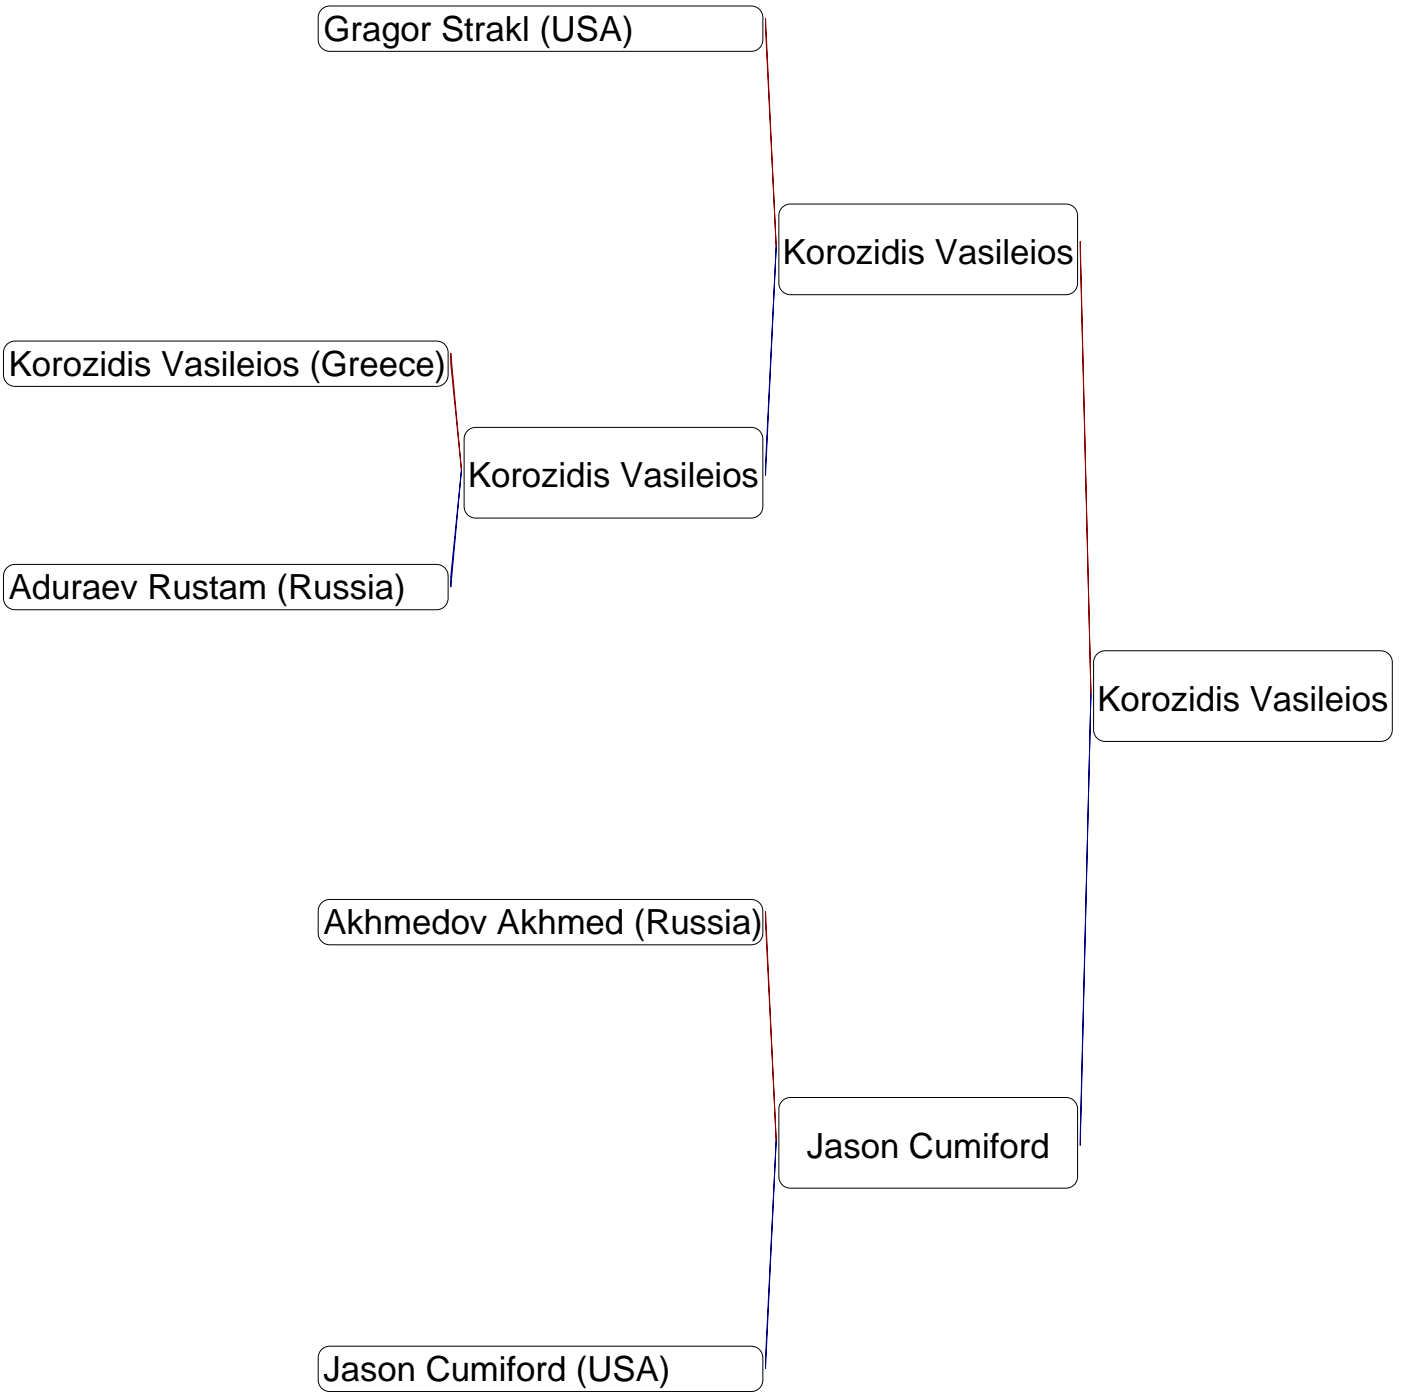 Gragor Strakl (USA)
Korozidis Vasileios
Korozidis Vasileios (Greece)
Korozidis Vasileios
Aduraev Rustam (Russia)
Korozidis Vasileios
Akhmedov Akhmed (Russia)
Jason Cumiford
Jason Cumiford (USA)